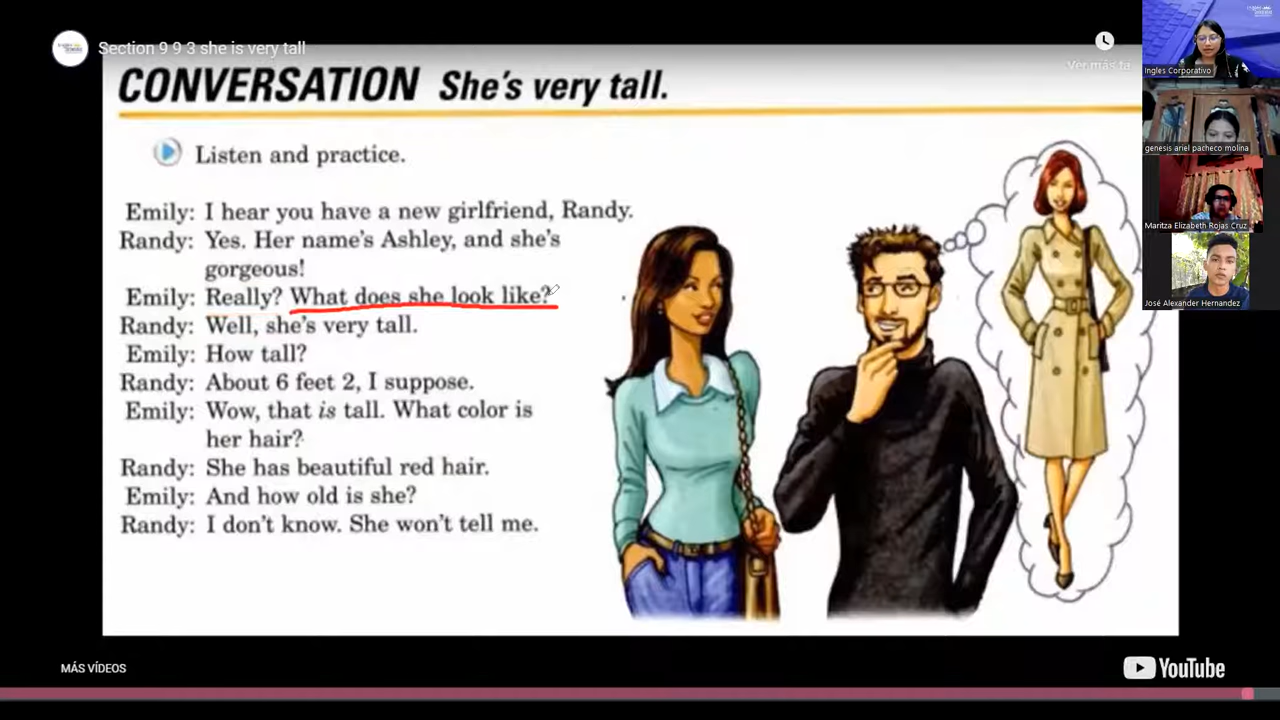 Section 9 9 3 she is very tall
Ver más ta
CONVERSATION She's very tall.
Listen and practice.
Emily: I hear you have a new girlfriend, Randy.
Randy: Yes. Her name's Ashley, and she's
gorgeous!
Emily: Really? What does she look like?
Randy: Well, she's very tall.
Emily: How tall?
Randy: About 6 feet 2, I suppose.
Emily: Wow, that is tall. What color is
her hair?
Randy: She has beautiful red hair.
Emily: And how old is she?
Randy: I don't know. She won't tell me.
MÁS VÍDEOS
YouTube
Ingles Corporativo
genesis ariel pacheco molina
Maritza Elizabeth Rojas Cruz
José Alexander Hernandez